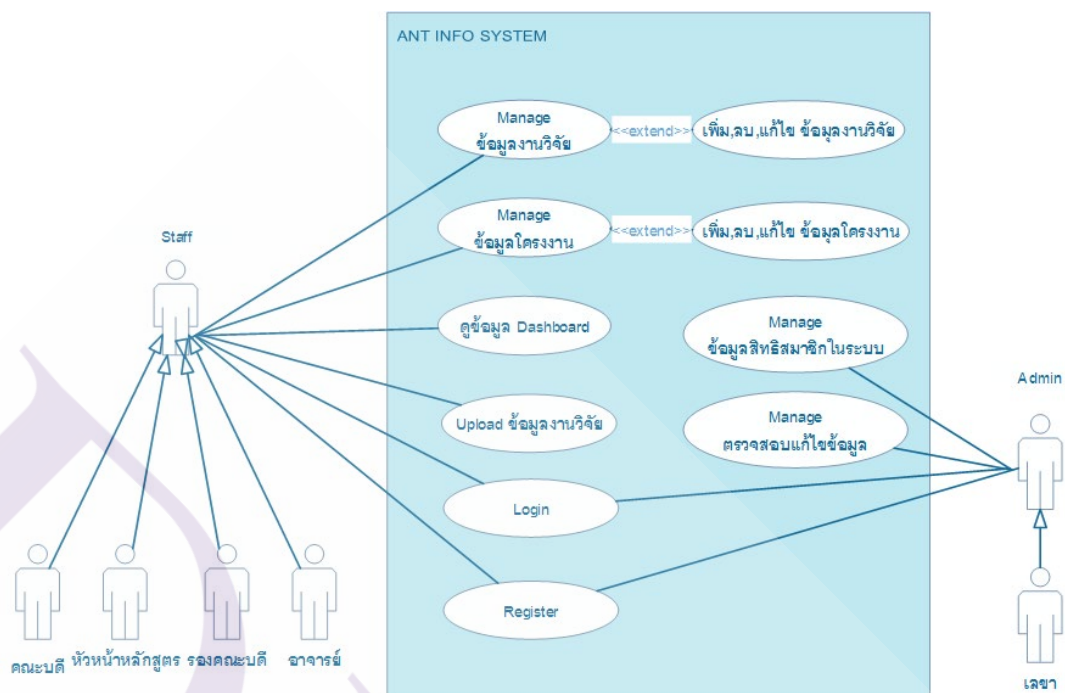 ANT INFO SYSTEM
Manage
ข้อมูลงานวิจัย
<<extend>>
เพิ่ม,ลบ,แก้ไข ข้อมุลงานวิจัย
Manage
ข้อมูลโครงงาน
<<extend>>
เพิ่ม,ลบ,แก้ไข ข้อมุลโครงงาน
Staff
ดูข้อมูล Dashboard
Manage
ข้อมูลสิทธิสมาชิกในระบบ
Admin
Upload ข้อมูลงานวิจัย
Manage
ตรวจสอบแก้ไขข้อมูล
Login
Register
คณะบดี
หัวหน้าหลักสูตร
รองคณะบดี
อาจารย์
เลขา